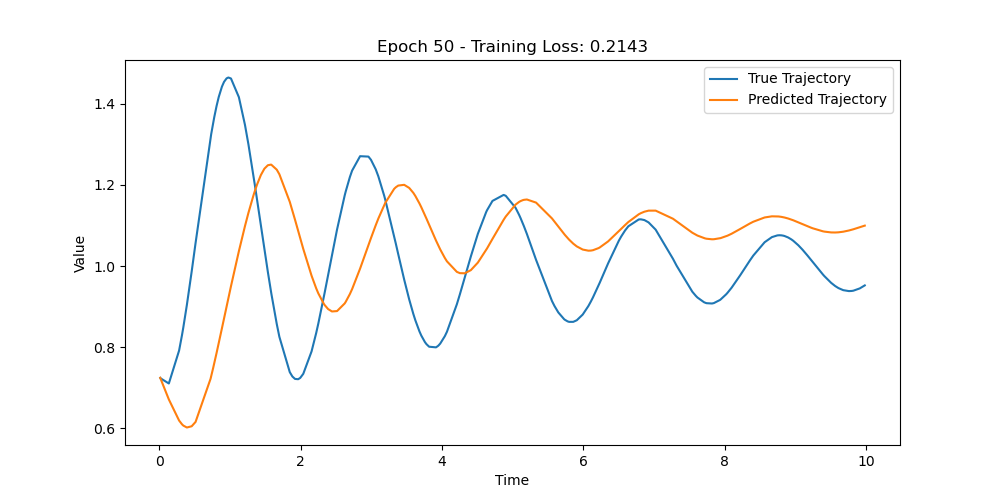 Epoch 50 - Training Loss: 0.2143
True Trajectory
Predicted Trajectory
Value
1.4
1.2
1.0
0.8
0.6
0 2 4 6 8 10
Time